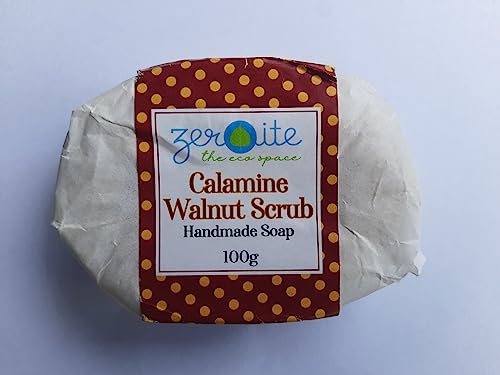 zerOite
the eco space
Calamine
Walnut Scrub
Handmade Soap
100g